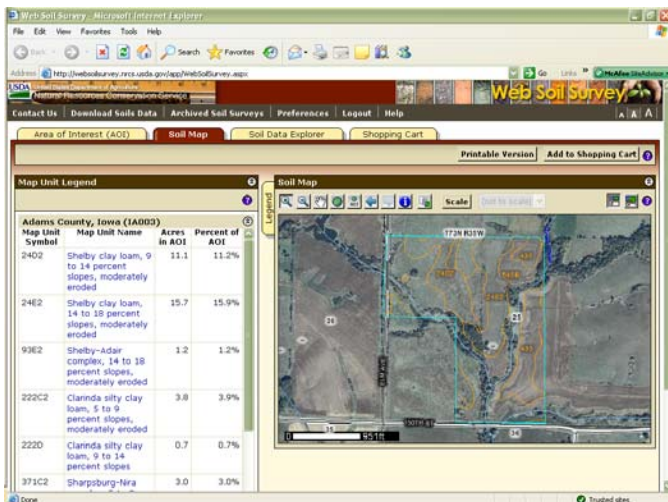 Web Soil Survey - Microsoft Internet Explorer
File Edit View Favorites Tools Help
Back Search Favorites
Address http://websoilsurvey.nrcs.usda.gov/app/WebSoilSurvey.aspx Go Links McAfee SiteAdvisor
USDA United States Department of Agriculture
Natural Resources Conservation Service
Web Soil Survey
Contact Us Download Soils Data Archived Soil Surveys Preferences Logout Help A A A
Area of Interest (AOI) Soil Map Soil Data Explorer Shopping Cart
Printable Version Add to Shopping Cart
Map Unit Legend
Adams County, Iowa (IA003)
Map Unit Symbol Map Unit Name Acres in AOI Percent of AOI
24D2 Shelby clay loam, 9 to 14 percent slopes, moderately eroded 11.1 11.2%
24E2 Shelby clay loam, 14 to 18 percent slopes, moderately eroded 15.7 15.9%
93E2 Shelby-Adair complex, 14 to 18 percent slopes, moderately eroded 1.2 1.2%
222C2 Clarinda silty clay loam, 5 to 9 percent slopes, moderately eroded 3.8 3.9%
222D Clarinda silty clay loam, 9 to 14 percent slopes 0.7 0.7%
371C2 Sharpsburg-Nira 3.0 3.0%
Legend
Soil Map
Scale (not to scale)
24D2
0 951ft
Done
Trusted sites